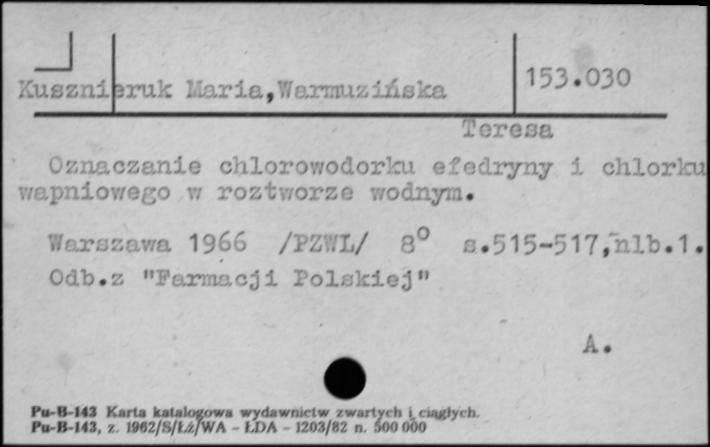 Kusznieruk Maria,Warmuzińska 153.030
Teresa
Oznaczanie chlorowodorku efedryny i chlorku
wapniowego w roztworze wodnym.
Warszawa 1966 /PZWL/ 8° s.515-517,nlb.1.
Odb.z "Farmacji Polskiej"
A.
Pu-B-143 Karta katalogowa wydawnictw zwartych i ciągłych.
Pu-B-143, z. 1962/S/Łż/WA - ŁDA - 1203/82 n. 500 000